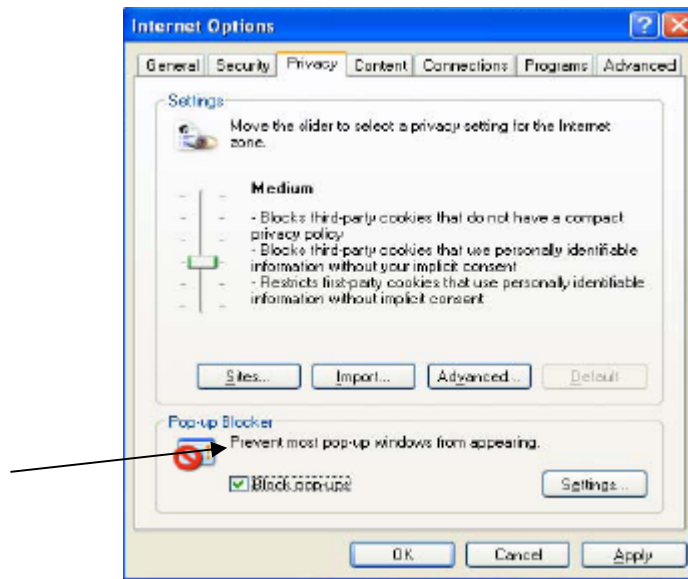 Internet Options
General Security Privacy Content Connections Programs Advanced
Settings
Move the slider to select a privacy setting for the Internet
zone.
Medium
- Blocks third-party cookies that do not have a compact
privacy policy
- Blocks third-party cookies that use personally identifiable
information without your implicit consent
- Restricts first-party cookies that use personally identifiable
information without implicit consent
Sites... Import... Advanced... Default
Pop-up Blocker
Prevent most pop-up windows from appearing.
Block pop-ups
Settings...
OK Cancel Apply